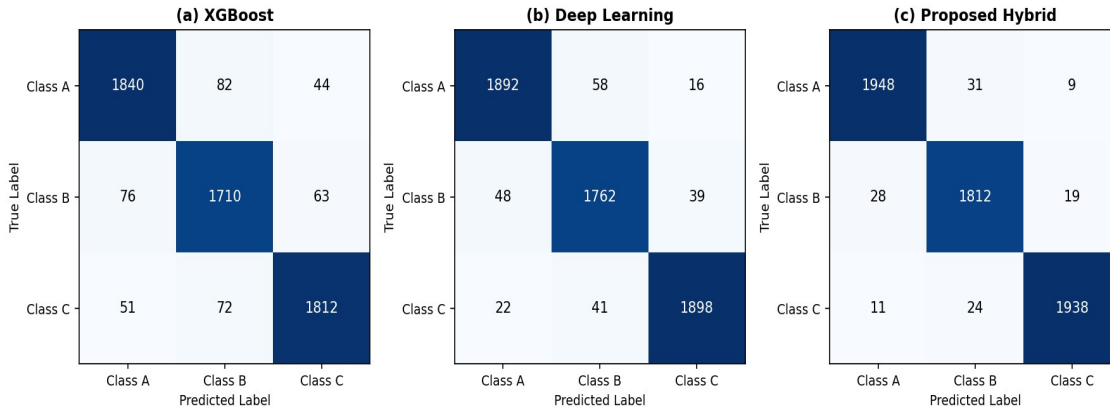 (a) XGBoost
Class A 1840 82 44
Class B 76 1710 63
Class C 51 72 1812
Class A Class B Class C
Predicted Label
True Label
(b) Deep Learning
Class A 1892 58 16
Class B 48 1762 39
Class C 22 41 1898
Class A Class B Class C
Predicted Label
True Label
(c) Proposed Hybrid
Class A 1948 31 9
Class B 28 1812 19
Class C 11 24 1938
Class A Class B Class C
Predicted Label
True Label